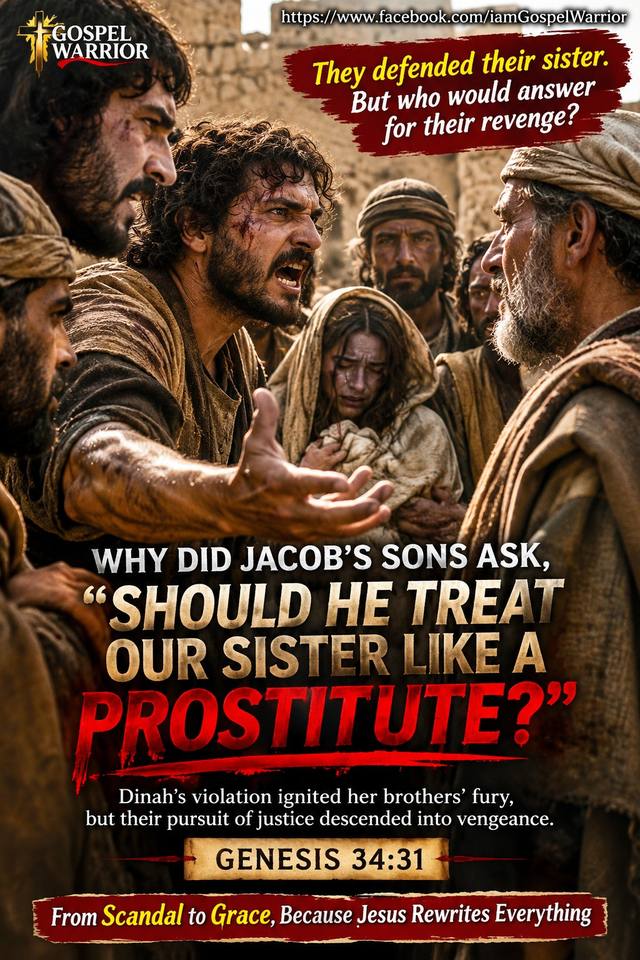 GOSPEL
WARRIOR
https://www.facebook.com/iamGospelWarrior
They defended their sister.
But who would answer
for their revenge?
WHY DID JACOB'S SONS ASK,
“SHOULD HE TREAT
OUR SISTER LIKE A
PROSTITUTE?”
Dinah's violation ignited her brothers' fury,
but their pursuit of justice descended into vengeance.
GENESIS 34:31
From Scandal to Grace, Because Jesus Rewrites Everything